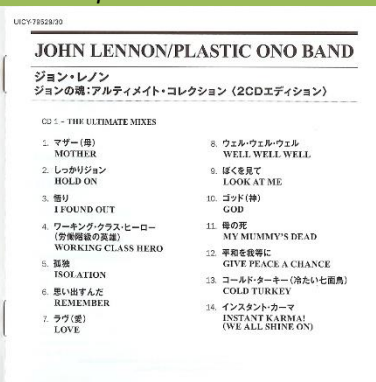 UICY-79529/30
JOHN LENNON/PLASTIC ONO BAND
ジョン・レノン
ジョンの魂:アルティメイト・コレクション〈2CDエディション〉
CD 1 – THE ULTIMATE MIXES
1. マザー(母)
MOTHER
2. しっかりジョン
HOLD ON
3. 悟り
I FOUND OUT
4. ワーキング・クラス・ヒーロー
(労働階級の英雄)
WORKING CLASS HERO
5. 孤独
ISOLATION
6. 思い出すんだ
REMEMBER
7. ラヴ(愛)
LOVE
8. ウェル・ウェル・ウェル
WELL WELL WELL
9. ぼくを見て
LOOK AT ME
10. ゴッド(神)
GOD
11. 母の死
MY MUMMY'S DEAD
12. 平和を我等に
GIVE PEACE A CHANCE
13. コールド・ターキー(冷たい七面鳥)
COLD TURKEY
14. インスタント・カーマ
INSTANT KARMA!
(WE ALL SHINE ON)